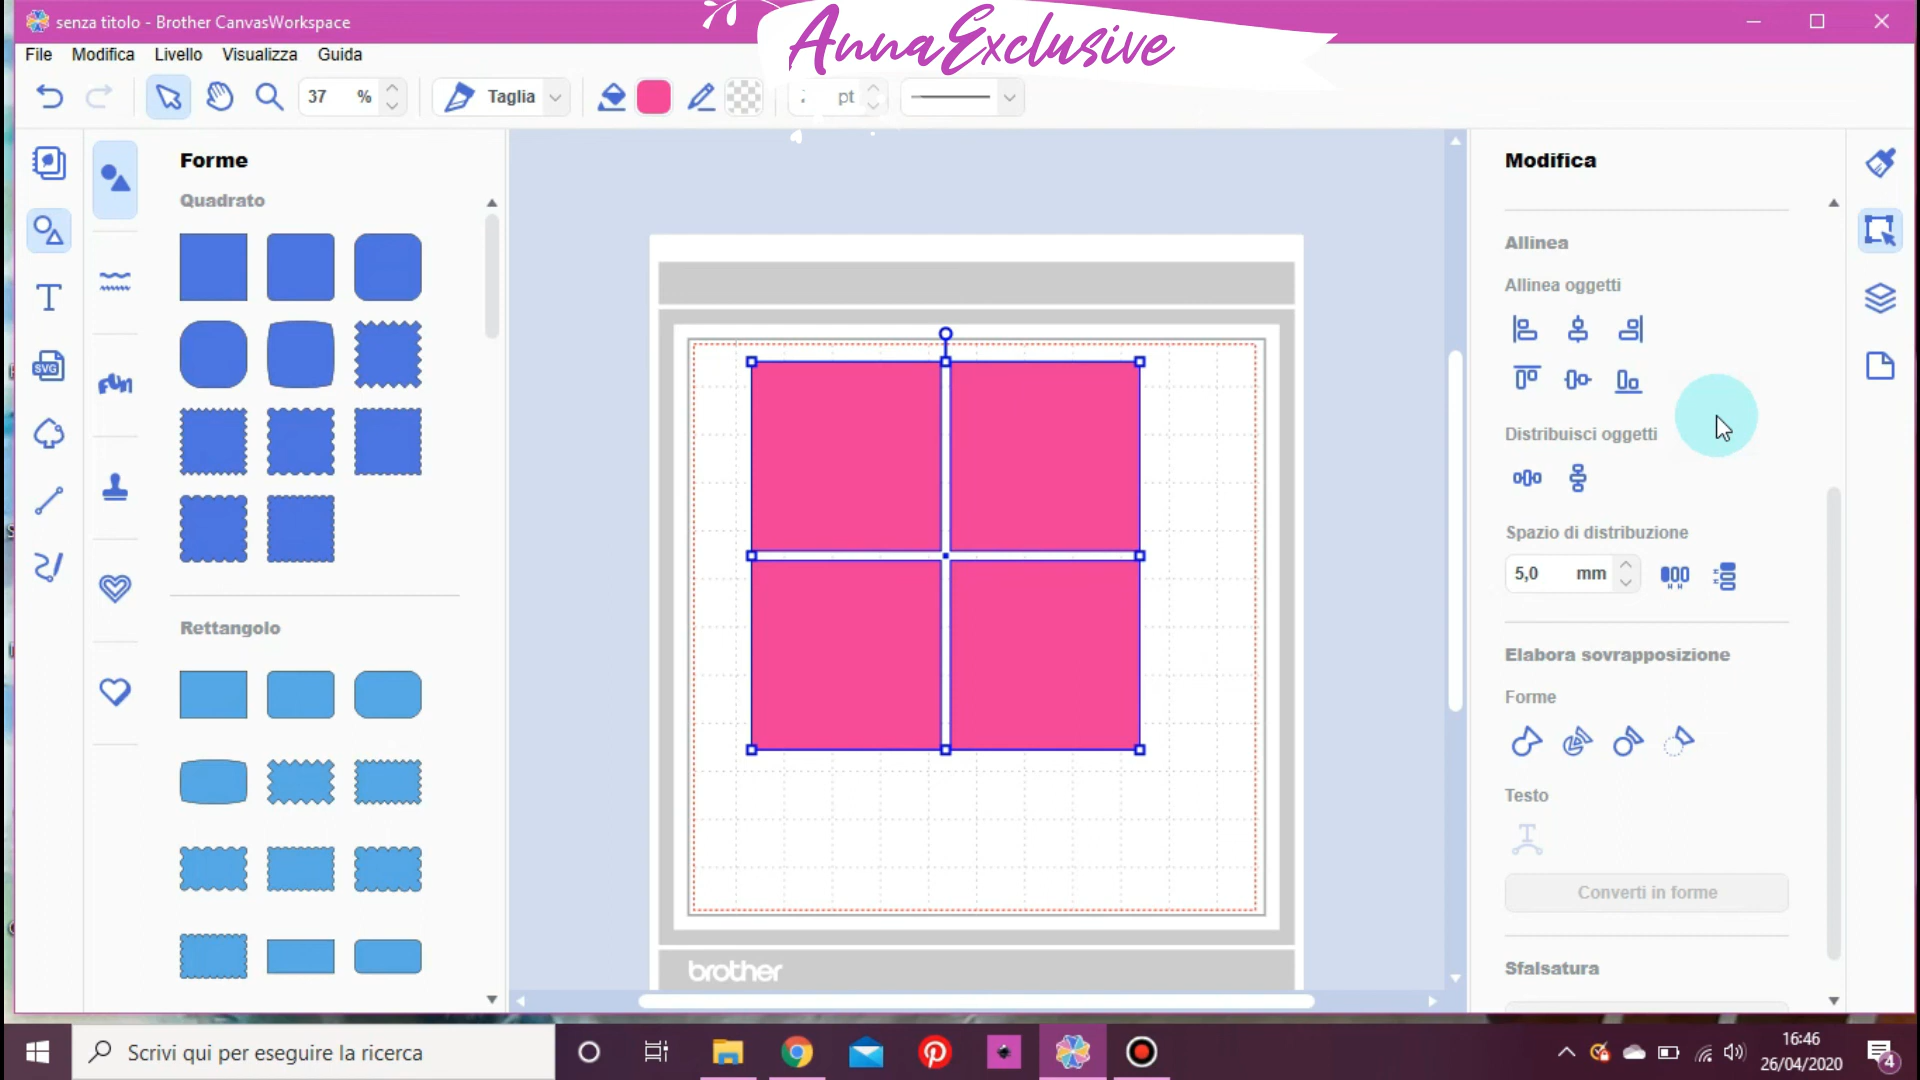 senza titolo - Brother CanvasWorkspace
AnnaExclusive
File Modifica Livello Visualizza Guida
37 % Taglia pt
Forme
Quadrato
Rettangolo
SVG
Fun
brother
Modifica
Allinea
Allinea oggetti
Distribuisci oggetti
Spazio di distribuzione
5,0 mm
Elabora sovrapposizione
Forme
Testo
Converti in forme
Sfalsatura
Scrivi qui per eseguire la ricerca
16:46
26/04/2020
4